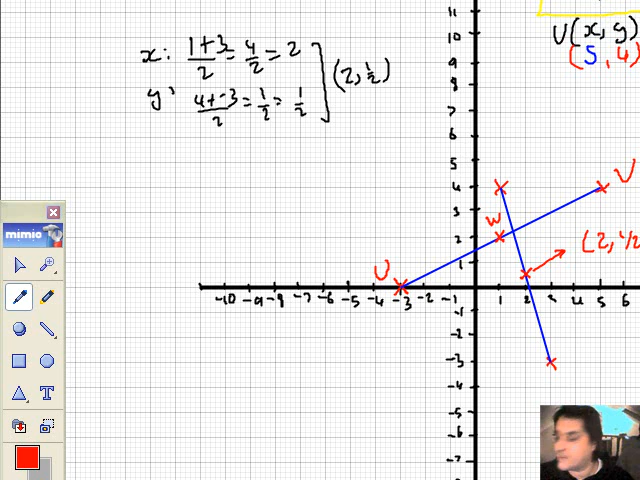 x: 1+3/2 = 4/2 = 2
y: 4+-3/2 = 1/2 = 1/2
(2, 1/2)
11
10
9
8
7
6
5
4
3
2
1
V(x, y)
(5, 4)
V
W
U
(2, 1/2
-10 -9 -8 -7 -6 -5 -4 -3 -2 -1 1 2 3 4 5 6
-1
-2
-3
-4
-5
-6
-7
mimio
A T